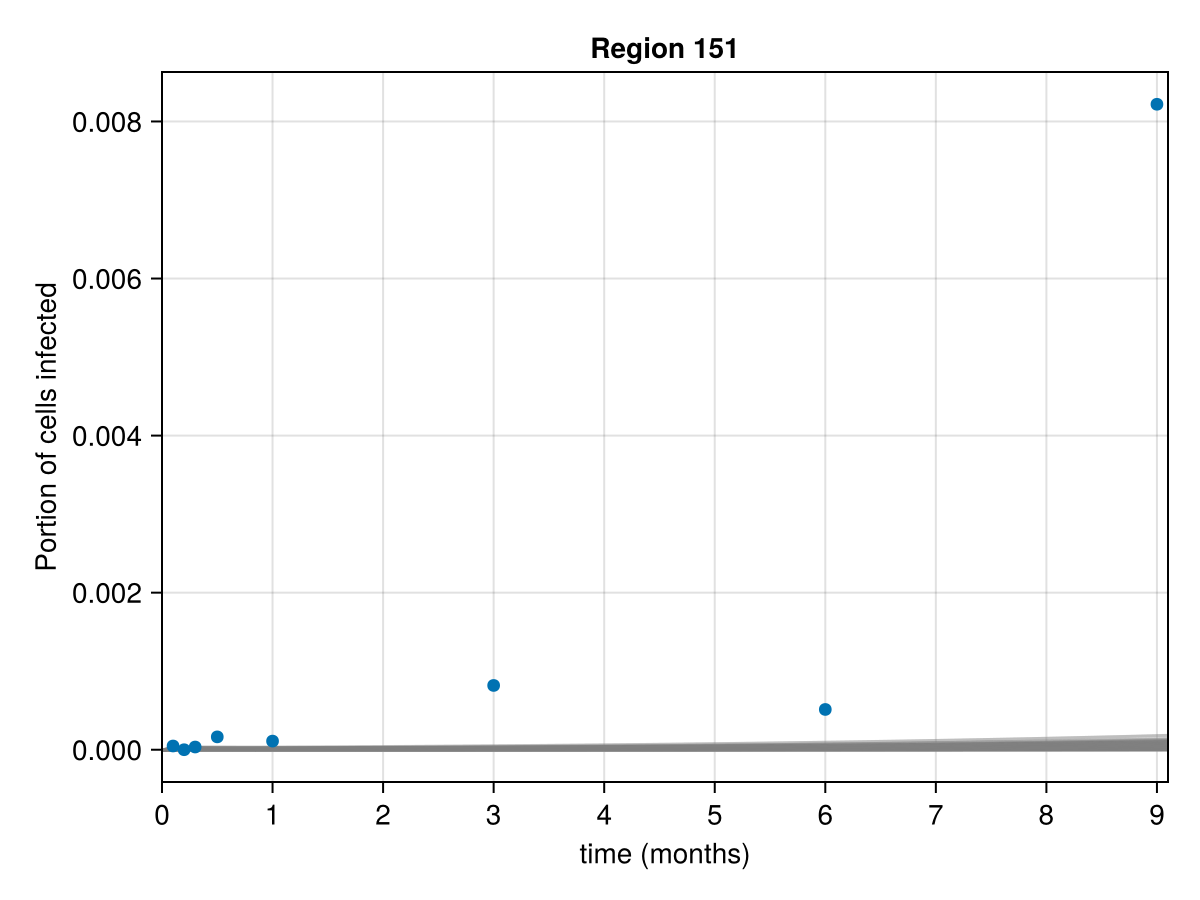 Region 151
Portion of cells infected
0.008
0.006
0.004
0.002
0.000
0 1 2 3 4 5 6 7 8 9
time (months)